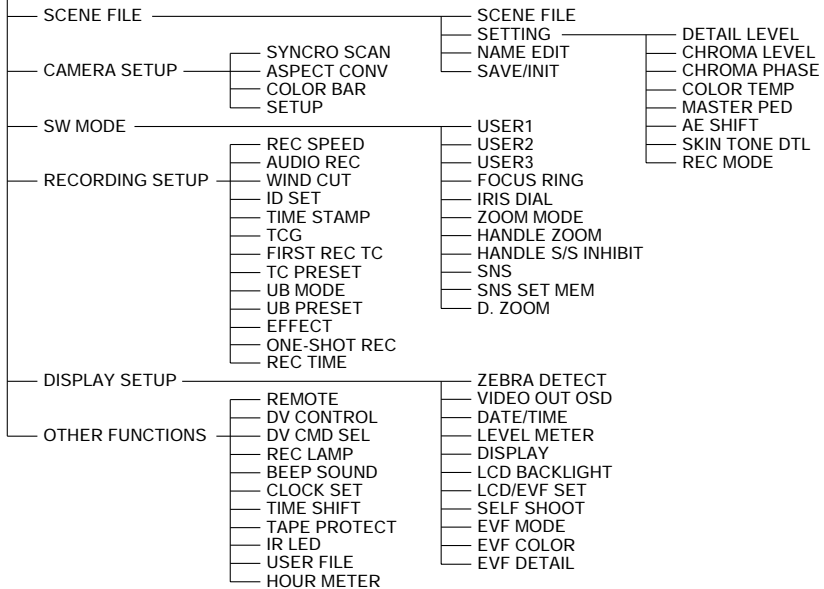 SCENE FILE
SCENE FILE
SETTING
DETAIL LEVEL
CHROMA LEVEL
CHROMA PHASE
COLOR TEMP
MASTER PED
AE SHIFT
SKIN TONE DTL
REC MODE
NAME EDIT
SAVE/INIT
CAMERA SETUP
SYNCRO SCAN
ASPECT CONV
COLOR BAR
SETUP
SW MODE
USER1
USER2
USER3
FOCUS RING
IRIS DIAL
ZOOM MODE
HANDLE ZOOM
HANDLE S/S INHIBIT
SNS
SNS SET MEM
D. ZOOM
RECORDING SETUP
REC SPEED
AUDIO REC
WIND CUT
ID SET
TIME STAMP
TCG
FIRST REC TC
TC PRESET
UB MODE
UB PRESET
EFFECT
ONE-SHOT REC
REC TIME
DISPLAY SETUP
ZEBRA DETECT
VIDEO OUT OSD
DATE/TIME
LEVEL METER
DISPLAY
LCD BACKLIGHT
LCD/EVF SET
SELF SHOOT
EVF MODE
EVF COLOR
EVF DETAIL
OTHER FUNCTIONS
REMOTE
DV CONTROL
DV CMD SEL
REC LAMP
BEEP SOUND
CLOCK SET
TIME SHIFT
TAPE PROTECT
IR LED
USER FILE
HOUR METER